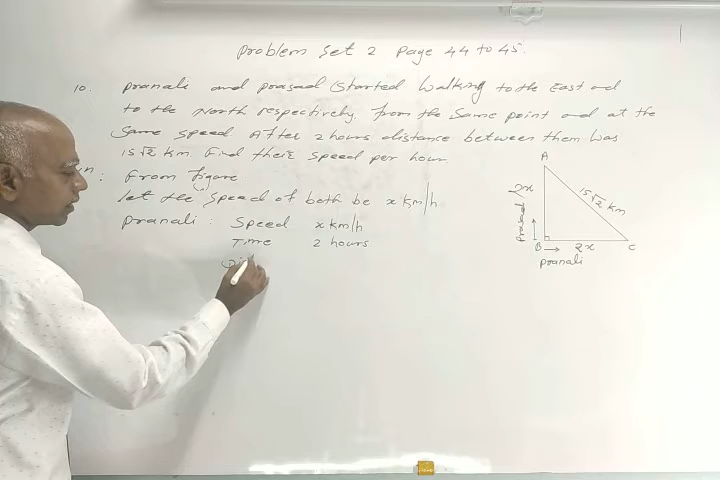 1
Problem Set 2 Page 44 to 45.
10. Pranali and prasad started walking to the East and
to the North respectively from the same point and at the
same speed. After 2 hours distance between them was
15√2 km. Find their speed per hour
: From figure
let the speed of both be x km/h
Pranali : Speed x km/h
Time 2 hours
A
2x
15√2 km
Prasad →
B → 2x C
Pranali